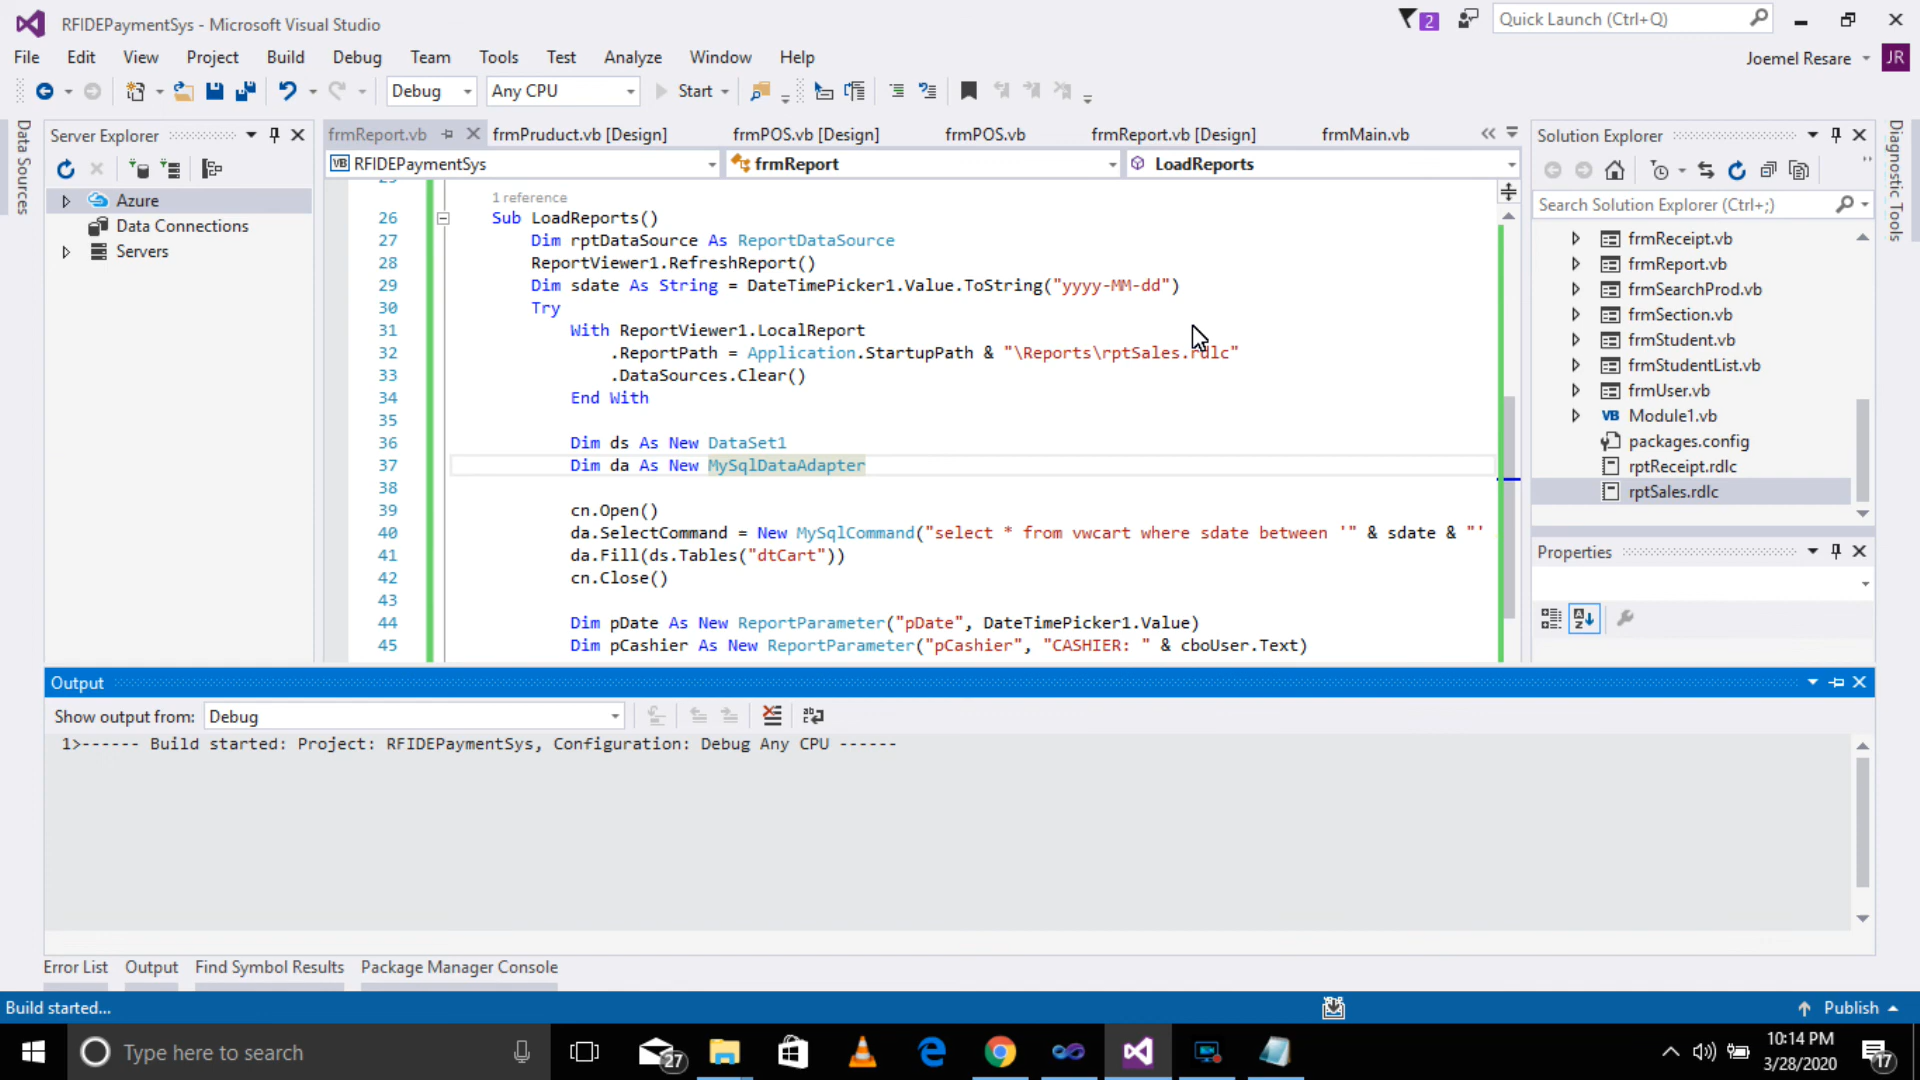 RFIDEPaymentSys - Microsoft Visual Studio
2
Quick Launch (Ctrl+Q)
File Edit View Project Build Debug Team Tools Test Analyze Window Help
Joemel Resare
JR
Debug
Any CPU
Start
Data Sources
Server Explorer
Azure
Data Connections
Servers
frmReport.vb
frmPruduct.vb [Design]
frmPOS.vb [Design]
frmPOS.vb
frmReport.vb [Design]
frmMain.vb
VB RFIDEPaymentSys
frmReport
LoadReports
1 reference
26 Sub LoadReports()
27 Dim rptDataSource As ReportDataSource
28 ReportViewer1.RefreshReport()
29 Dim sdate As String = DateTimePicker1.Value.ToString("yyyy-MM-dd")
30 Try
31 With ReportViewer1.LocalReport
32 .ReportPath = Application.StartupPath & "\Reports\rptSales.rdlc"
33 .DataSources.Clear()
34 End With
35
36 Dim ds As New DataSet1
37 Dim da As New MySqlDataAdapter
38
39 cn.Open()
40 da.SelectCommand = New MySqlCommand("select * from vwcart where sdate between '" & sdate & "'
41 da.Fill(ds.Tables("dtCart"))
42 cn.Close()
43
44 Dim pDate As New ReportParameter("pDate", DateTimePicker1.Value)
45 Dim pCashier As New ReportParameter("pCashier", "CASHIER: " & cboUser.Text)
Solution Explorer
Search Solution Explorer (Ctrl+;)
frmReceipt.vb
frmReport.vb
frmSearchProd.vb
frmSection.vb
frmStudent.vb
frmStudentList.vb
frmUser.vb
VB Module1.vb
packages.config
rptReceipt.rdlc
rptSales.rdlc
Properties
Diagnostic Tools
Output
Show output from: Debug
1>------ Build started: Project: RFIDEPaymentSys, Configuration: Debug Any CPU ------
Error List Output Find Symbol Results Package Manager Console
Build started...
Publish
Type here to search
27
10:14 PM
3/28/2020
17